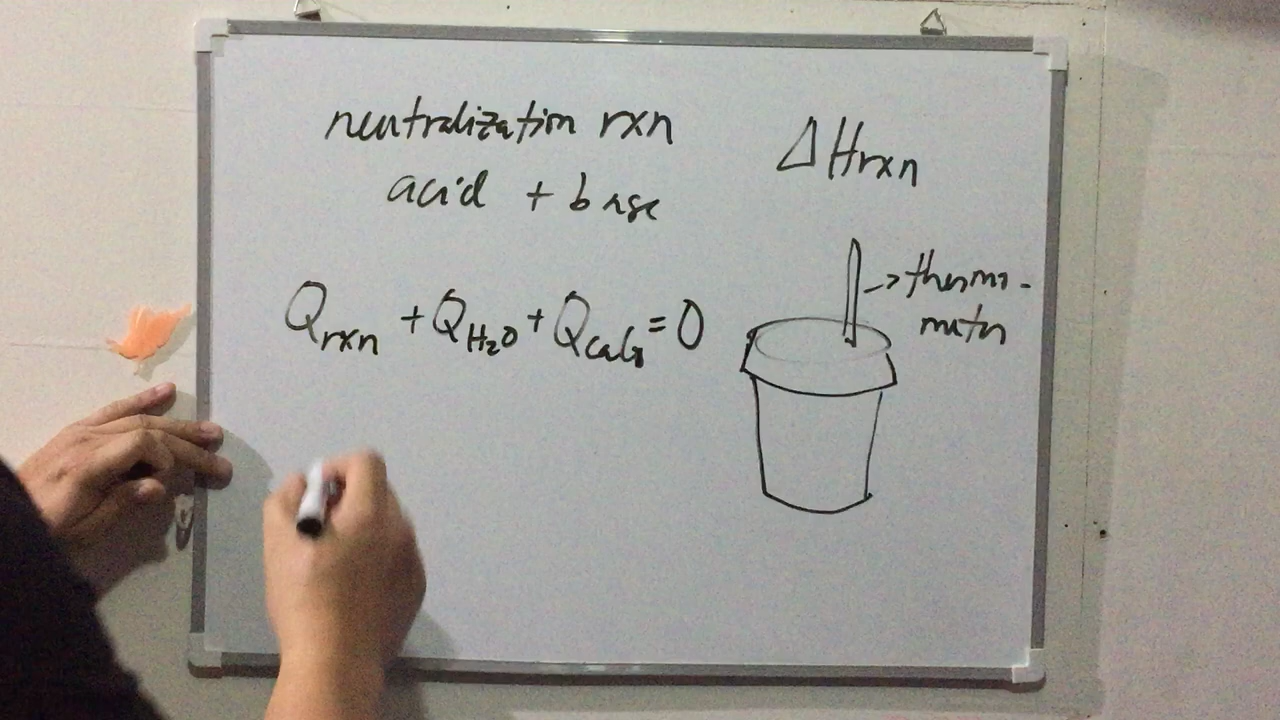 neutralization rxn
acid + base
ΔHrxn
Qrxn + QH₂O + Qcal = 0
→ thermo-
meter